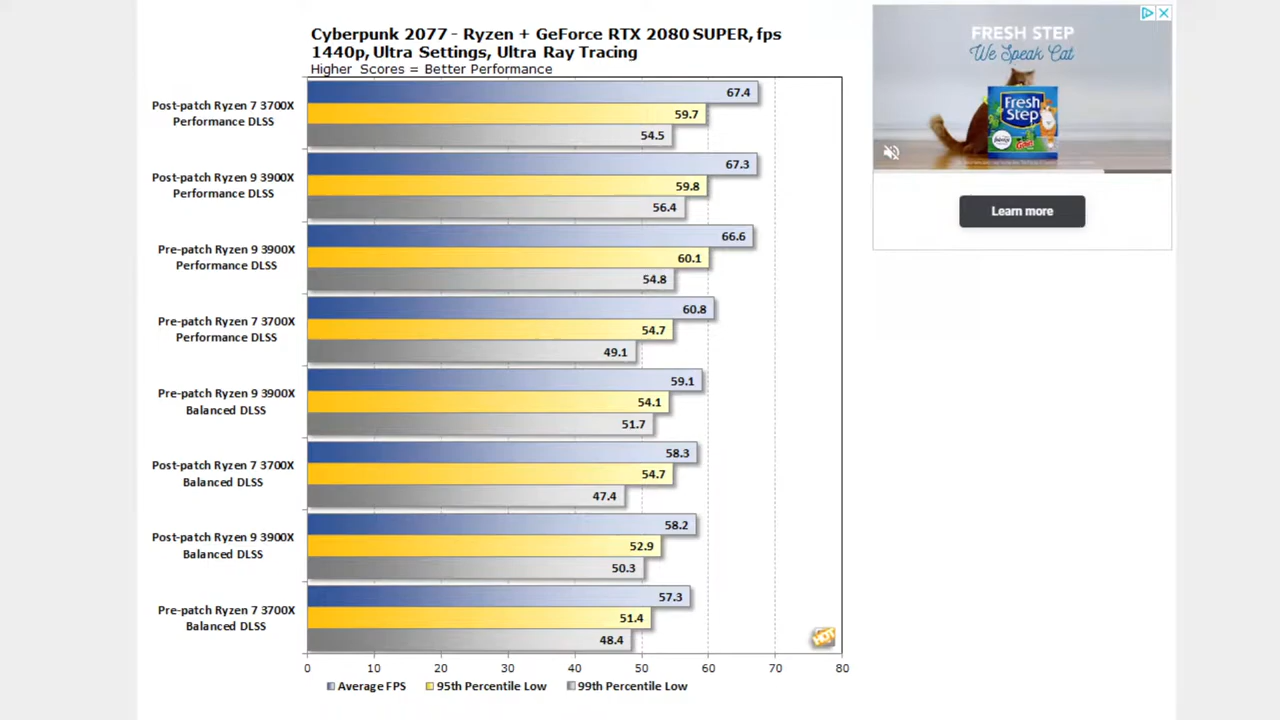 Cyberpunk 2077 - Ryzen + GeForce RTX 2080 SUPER, fps
1440p, Ultra Settings, Ultra Ray Tracing
Higher Scores = Better Performance
Post-patch Ryzen 7 3700X
Performance DLSS
67.4
59.7
54.5
Post-patch Ryzen 9 3900X
Performance DLSS
67.3
59.8
56.4
Pre-patch Ryzen 9 3900X
Performance DLSS
66.6
60.1
54.8
Pre-patch Ryzen 7 3700X
Performance DLSS
60.8
54.7
49.1
Pre-patch Ryzen 9 3900X
Balanced DLSS
59.1
54.1
51.7
Post-patch Ryzen 7 3700X
Balanced DLSS
58.3
54.7
47.4
Post-patch Ryzen 9 3900X
Balanced DLSS
58.2
52.9
50.3
Pre-patch Ryzen 7 3700X
Balanced DLSS
57.3
51.4
48.4
HOT
0 10 20 30 40 50 60 70 80
Average FPS 95th Percentile Low 99th Percentile Low
FRESH STEP
We Speak Cat
Fresh
Step
Learn more